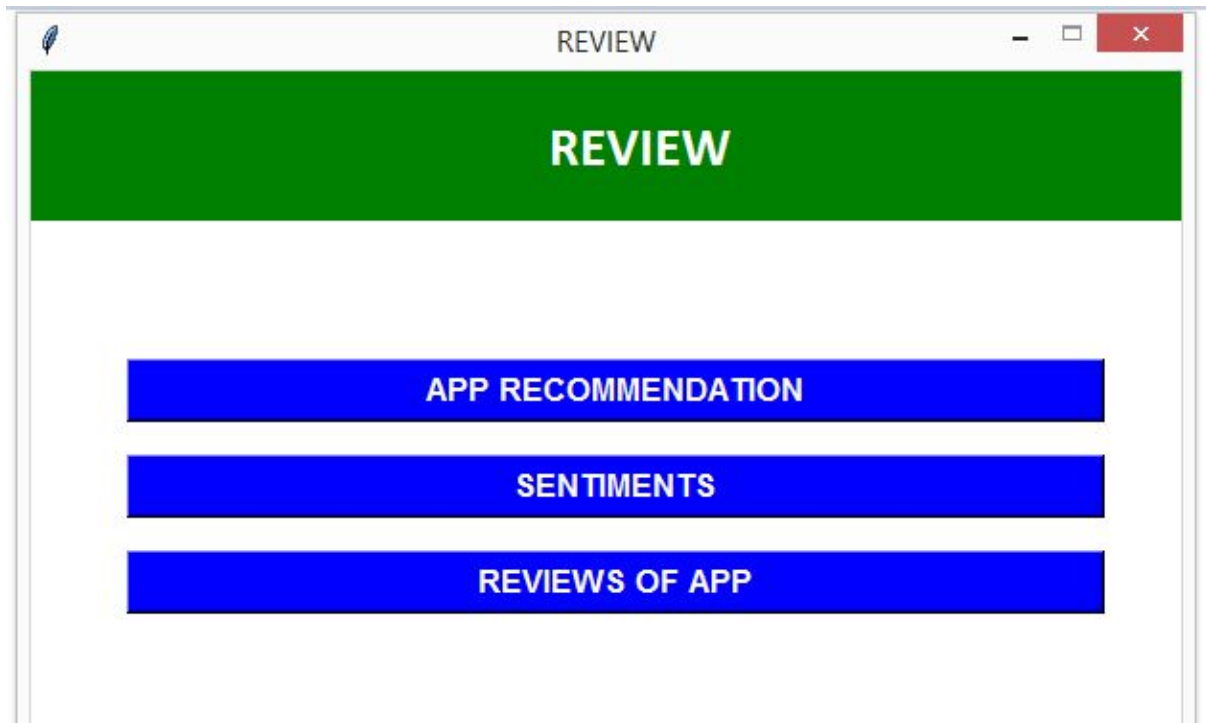 REVIEW
REVIEW
APP RECOMMENDATION
SENTIMENTS
REVIEWS OF APP